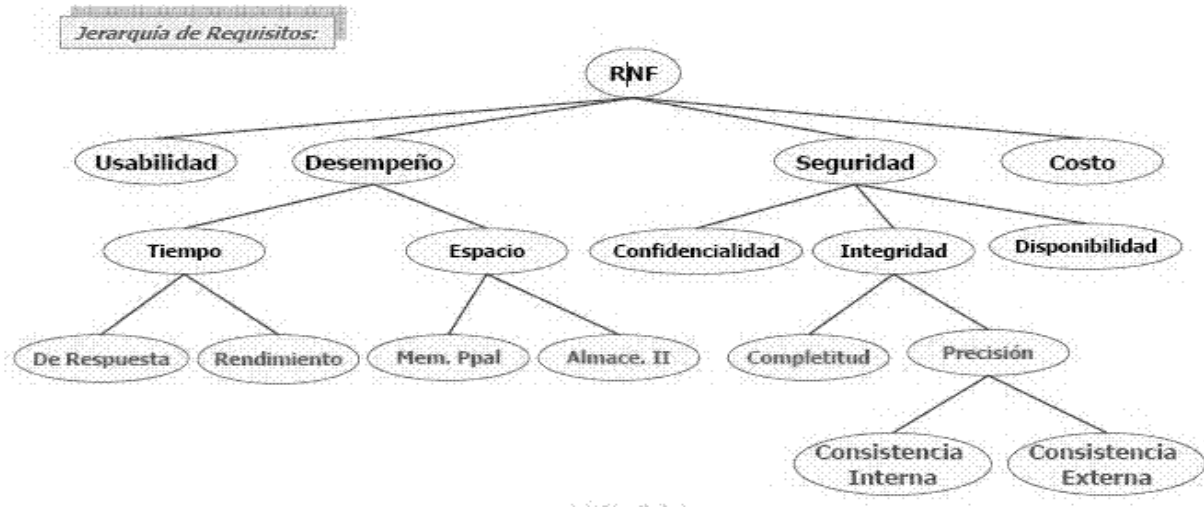 Jerarquía de Requisitos:
RNF
Usabilidad
Desempeño
Seguridad
Costo
Tiempo
Espacio
Confidencialidad
Integridad
Disponibilidad
De Respuesta
Rendimiento
Mem. Ppal
Almace. II
Completitud
Precisión
Consistencia
Interna
Consistencia
Externa